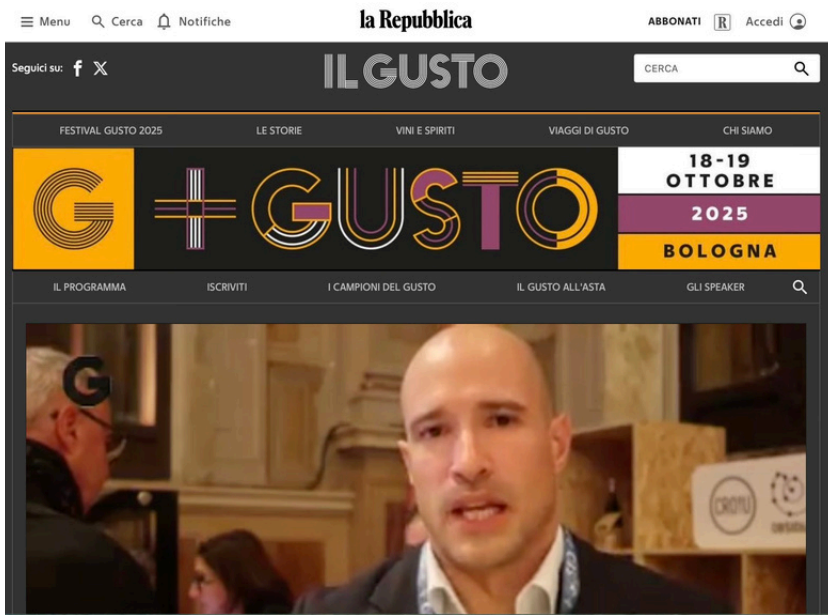 Menu Cerca Notifiche la Repubblica ABBONATI R Accedi
Seguici su: f X IL GUSTO CERCA
FESTIVAL GUSTO 2025 LE STORIE VINI E SPIRITI VIAGGI DI GUSTO CHI SIAMO
G + GUSTO
18-19
OTTOBRE
2025
BOLOGNA
IL PROGRAMMA ISCRIVITI I CAMPIONI DEL GUSTO IL GUSTO ALL'ASTA GLI SPEAKER
G